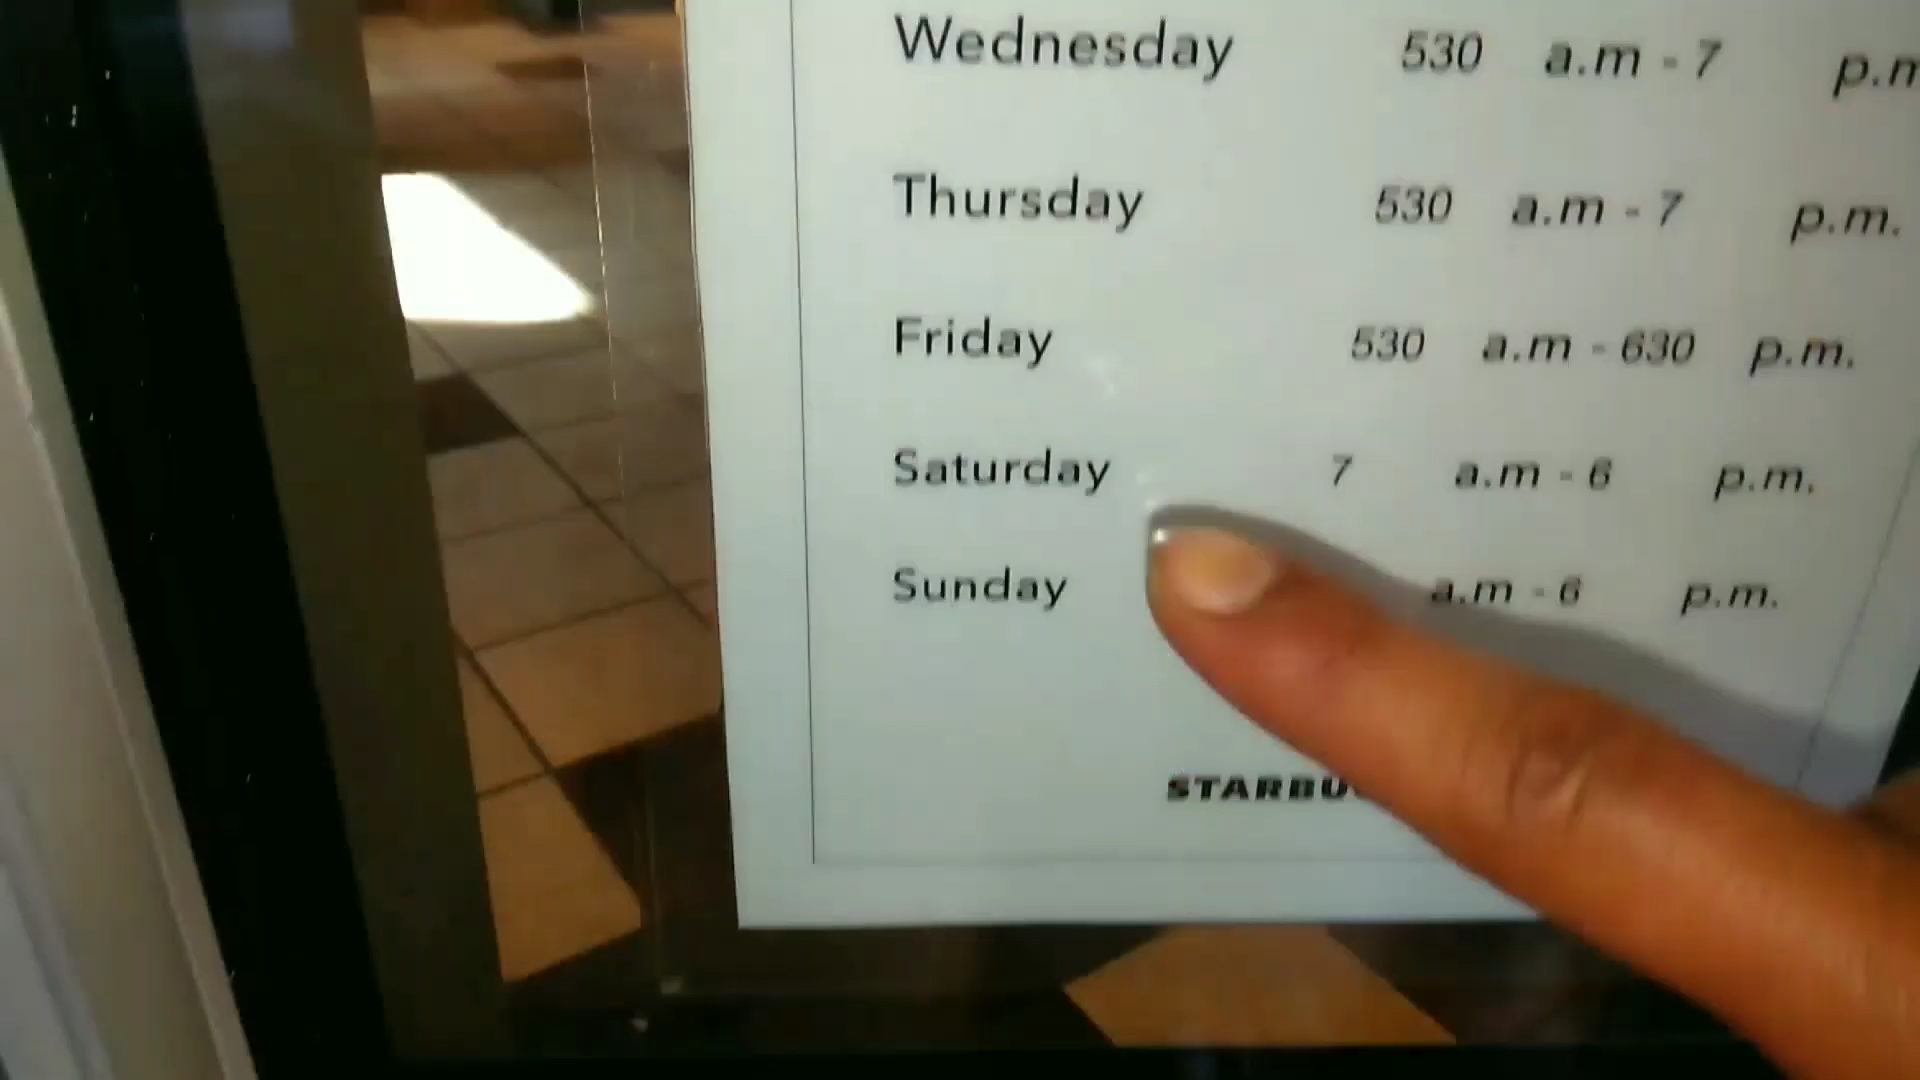 Wednesday 530 a.m - 7 p.m
Thursday 530 a.m - 7 p.m.
Friday 530 a.m - 630 p.m.
Saturday 7 a.m - 6 p.m.
Sunday a.m - 6 p.m.
STARBU